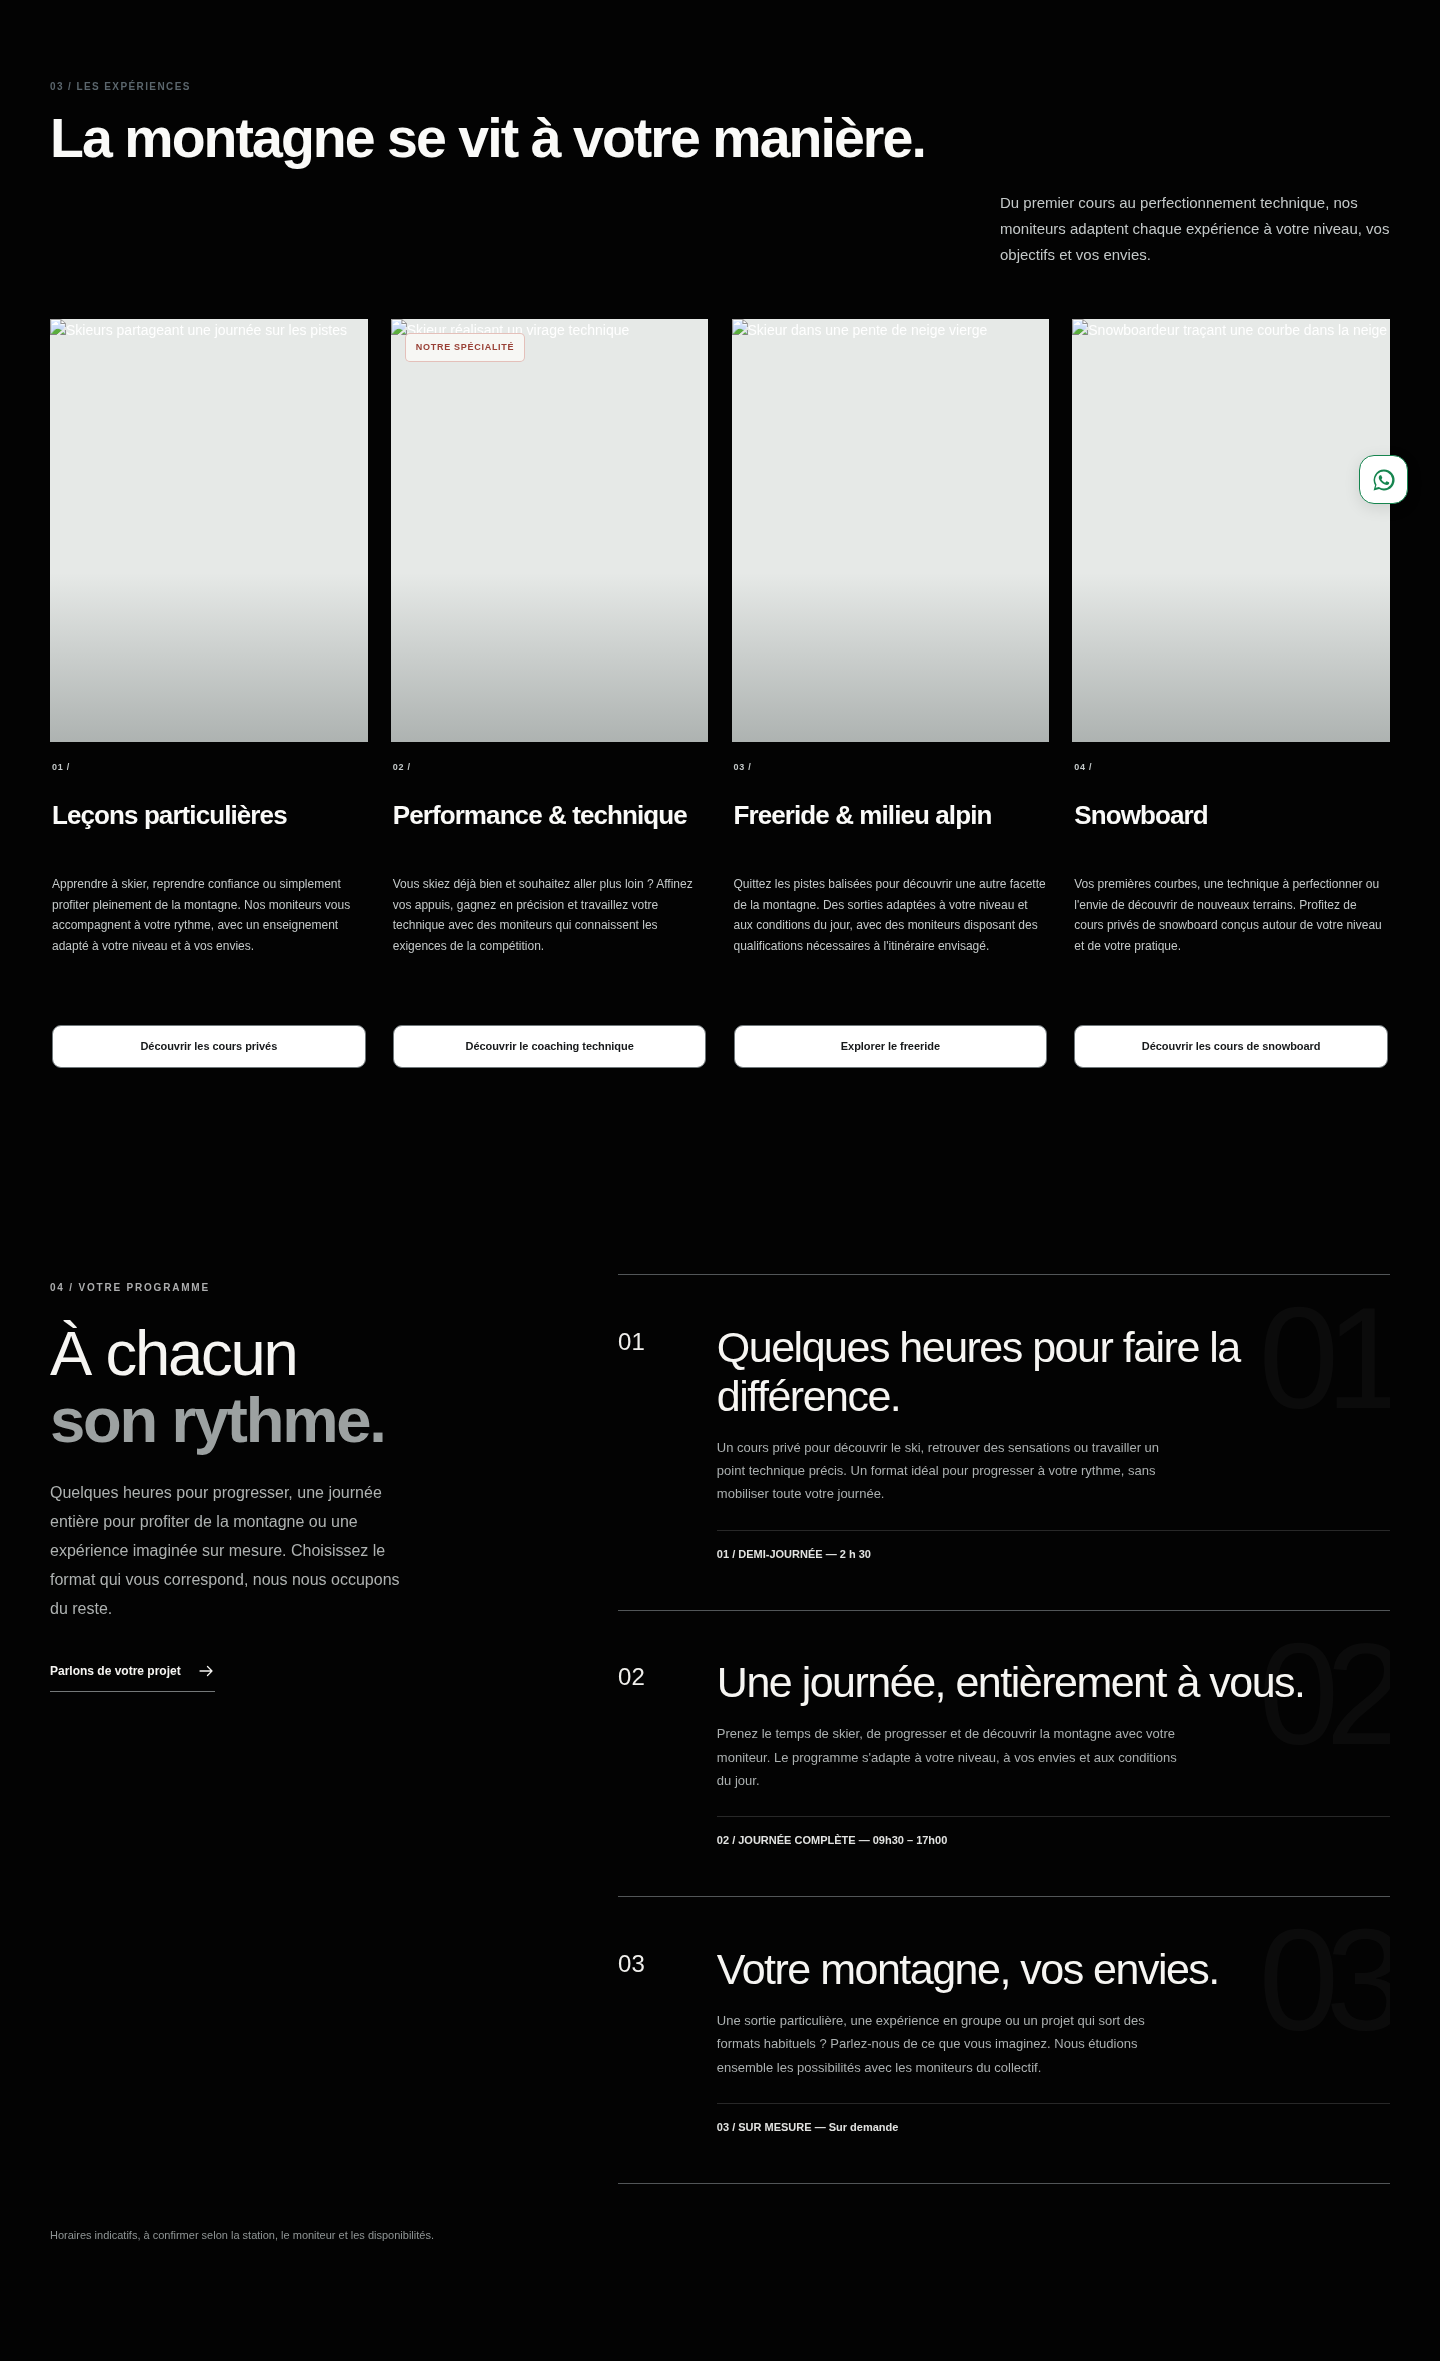 03 / LES EXPÉRIENCES
La montagne se vit à votre manière.
Du premier cours au perfectionnement technique, nos
moniteurs adaptent chaque expérience à votre niveau, vos
objectifs et vos envies.
Skieurs partageant une journée sur les pistes
01 /
Leçons particulières
Apprendre à skier, reprendre confiance ou simplement
profiter pleinement de la montagne. Nos moniteurs vous
accompagnent à votre rythme, avec un enseignement
adapté à votre niveau et à vos envies.
Découvrir les cours privés
Skieur réalisant un virage technique
NOTRE SPÉCIALITÉ
02 /
Performance & technique
Vous skiez déjà bien et souhaitez aller plus loin ? Affinez
vos appuis, gagnez en précision et travaillez votre
technique avec des moniteurs qui connaissent les
exigences de la compétition.
Découvrir le coaching technique
Skieur dans une pente de neige vierge
03 /
Freeride & milieu alpin
Quittez les pistes balisées pour découvrir une autre facette
de la montagne. Des sorties adaptées à votre niveau et
aux conditions du jour, avec des moniteurs disposant des
qualifications nécessaires à l'itinéraire envisagé.
Explorer le freeride
Snowboardeur traçant une courbe dans la neige
04 /
Snowboard
Vos premières courbes, une technique à perfectionner ou
l'envie de découvrir de nouveaux terrains. Profitez de
cours privés de snowboard conçus autour de votre niveau
et de votre pratique.
Découvrir les cours de snowboard
04 / VOTRE PROGRAMME
À chacun
son rythme.
Quelques heures pour progresser, une journée
entière pour profiter de la montagne ou une
expérience imaginée sur mesure. Choisissez le
format qui vous correspond, nous nous occupons
du reste.
Parlons de votre projet
01
01
Quelques heures pour faire la
différence.
Un cours privé pour découvrir le ski, retrouver des sensations ou travailler un
point technique précis. Un format idéal pour progresser à votre rythme, sans
mobiliser toute votre journée.
01 / DEMI-JOURNÉE — 2 h 30
02
02
Une journée, entièrement à vous.
Prenez le temps de skier, de progresser et de découvrir la montagne avec votre
moniteur. Le programme s'adapte à votre niveau, à vos envies et aux conditions
du jour.
02 / JOURNÉE COMPLÈTE — 09h30 – 17h00
03
03
Votre montagne, vos envies.
Une sortie particulière, une expérience en groupe ou un projet qui sort des
formats habituels ? Parlez-nous de ce que vous imaginez. Nous étudions
ensemble les possibilités avec les moniteurs du collectif.
03 / SUR MESURE — Sur demande
Horaires indicatifs, à confirmer selon la station, le moniteur et les disponibilités.